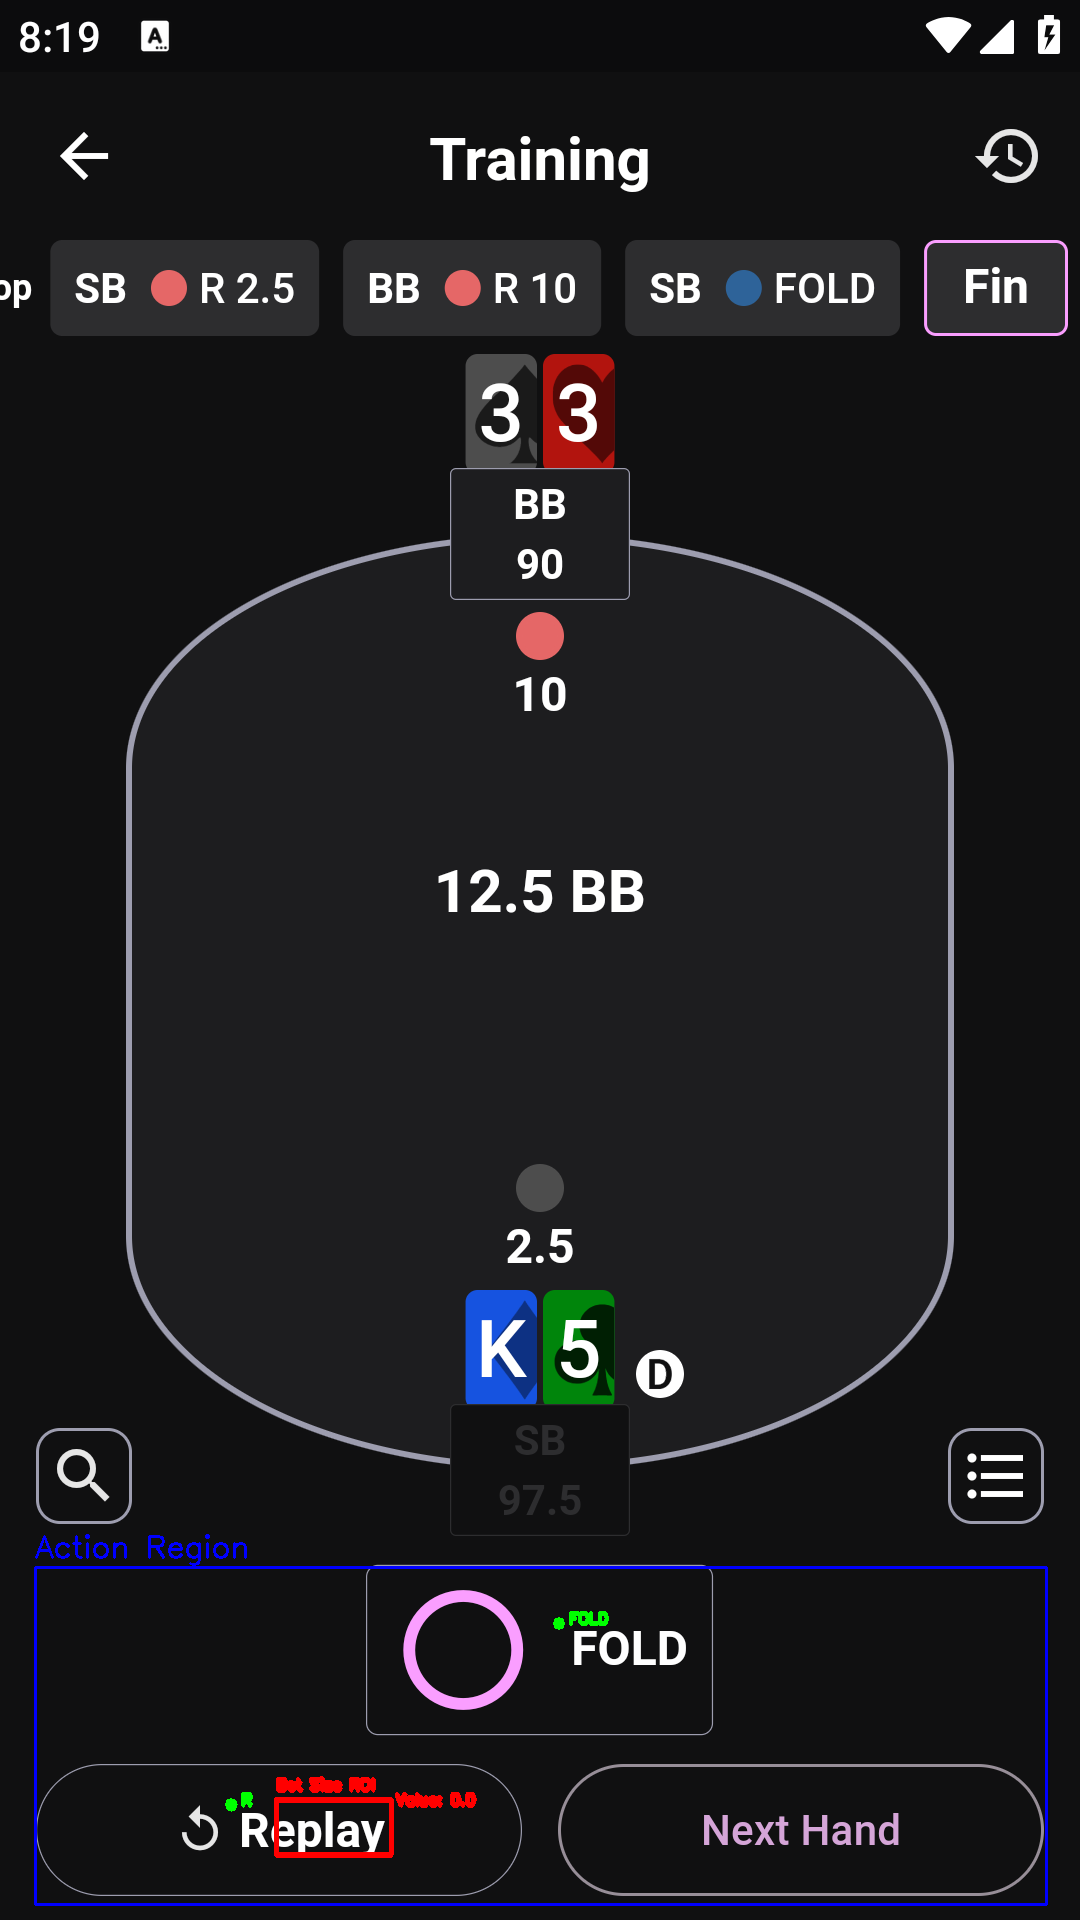 8:19 A
Training
op SB R 2.5 BB R 10 SB FOLD Fin
3 3
BB
90
10
12.5 BB
2.5
K 5 D
SB
97.5
Action Region
FOLD
FOLD
Bet Size ROI
R Value: 0.0
Replay Next Hand